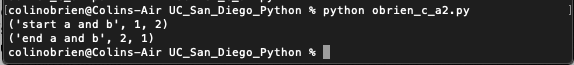 [colinobrien@Colins-Air UC_San_Diego_Python % python obrien_c_a2.py ]
('start a and b', 1, 2)
('end a and b', 2, 1)
colinobrien@Colins-Air UC_San_Diego_Python %